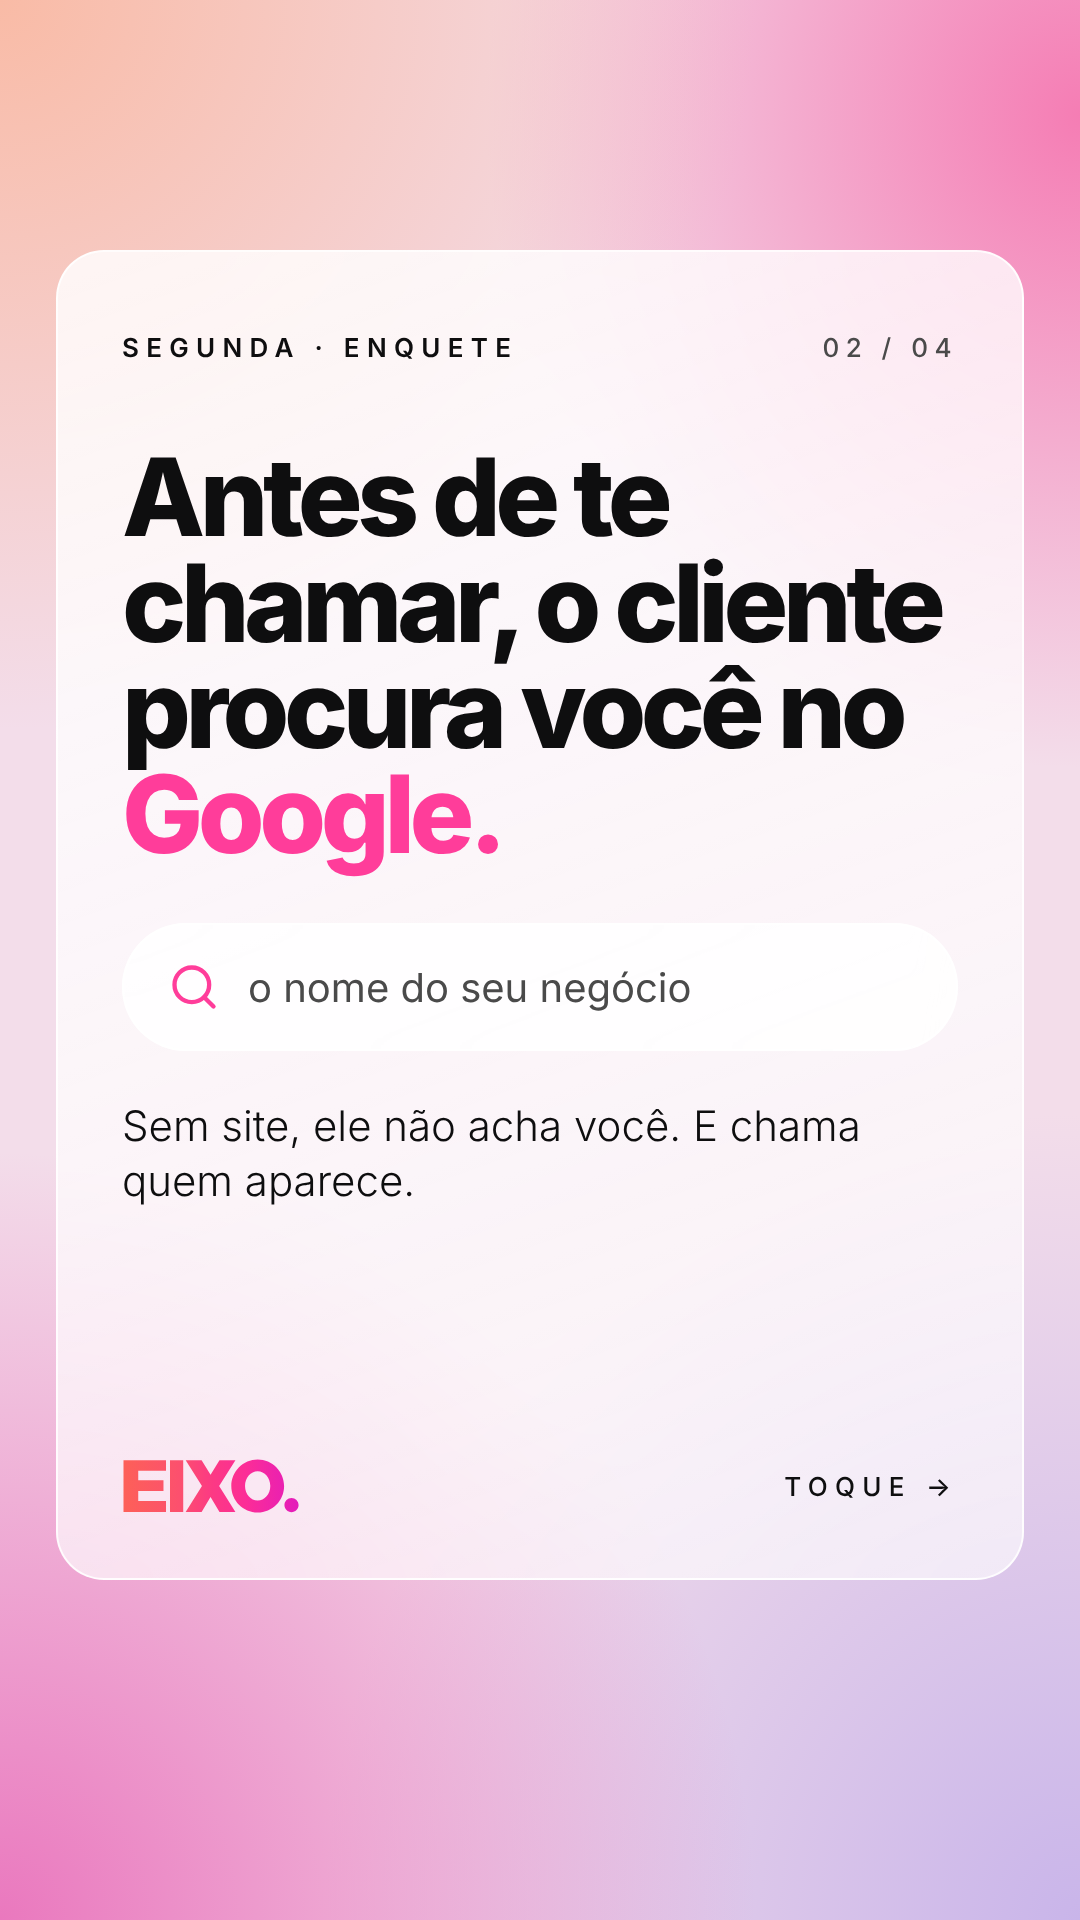 SEGUNDA · ENQUETE
02 / 04
Antes de te
chamar, o cliente
procura você no
Google.
o nome do seu negócio
Sem site, ele não acha você. E chama
quem aparece.
EIXO.
TOQUE →